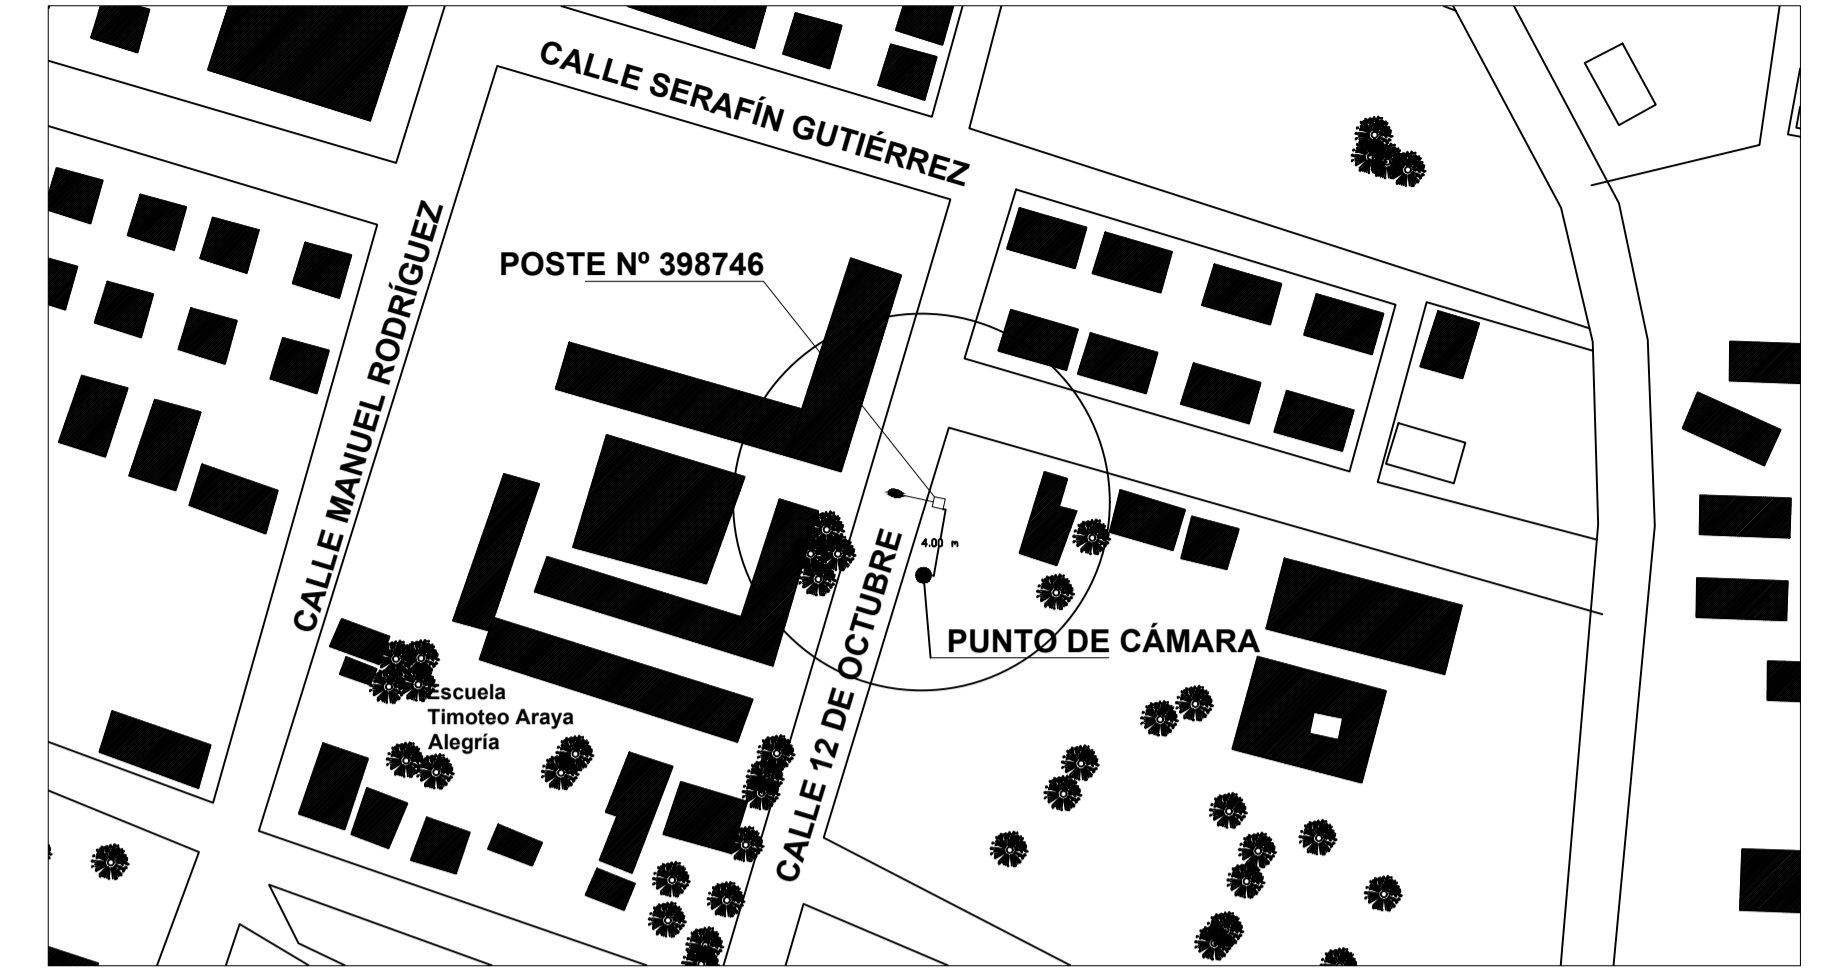 CALLE SERAFÍN GUTIÉRREZ
CALLE MANUEL RODRÍGUEZ
POSTE Nº 398746
4.00 m
CALLE 12 DE OCTUBRE
PUNTO DE CÁMARA
Escuela
Timoteo Araya
Alegría